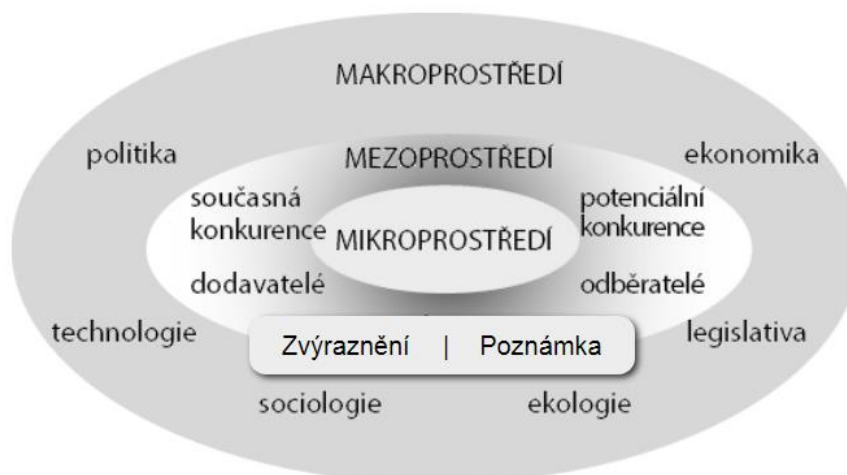 MAKROPROSTŘEDÍ
politika
MEZOPROSTŘEDÍ
ekonomika
současná
konkurence
potenciální
konkurence
MIKROPROSTŘEDÍ
dodavatelé
odběratelé
technologie
legislativa
Zvýraznění | Poznámka
sociologie
ekologie